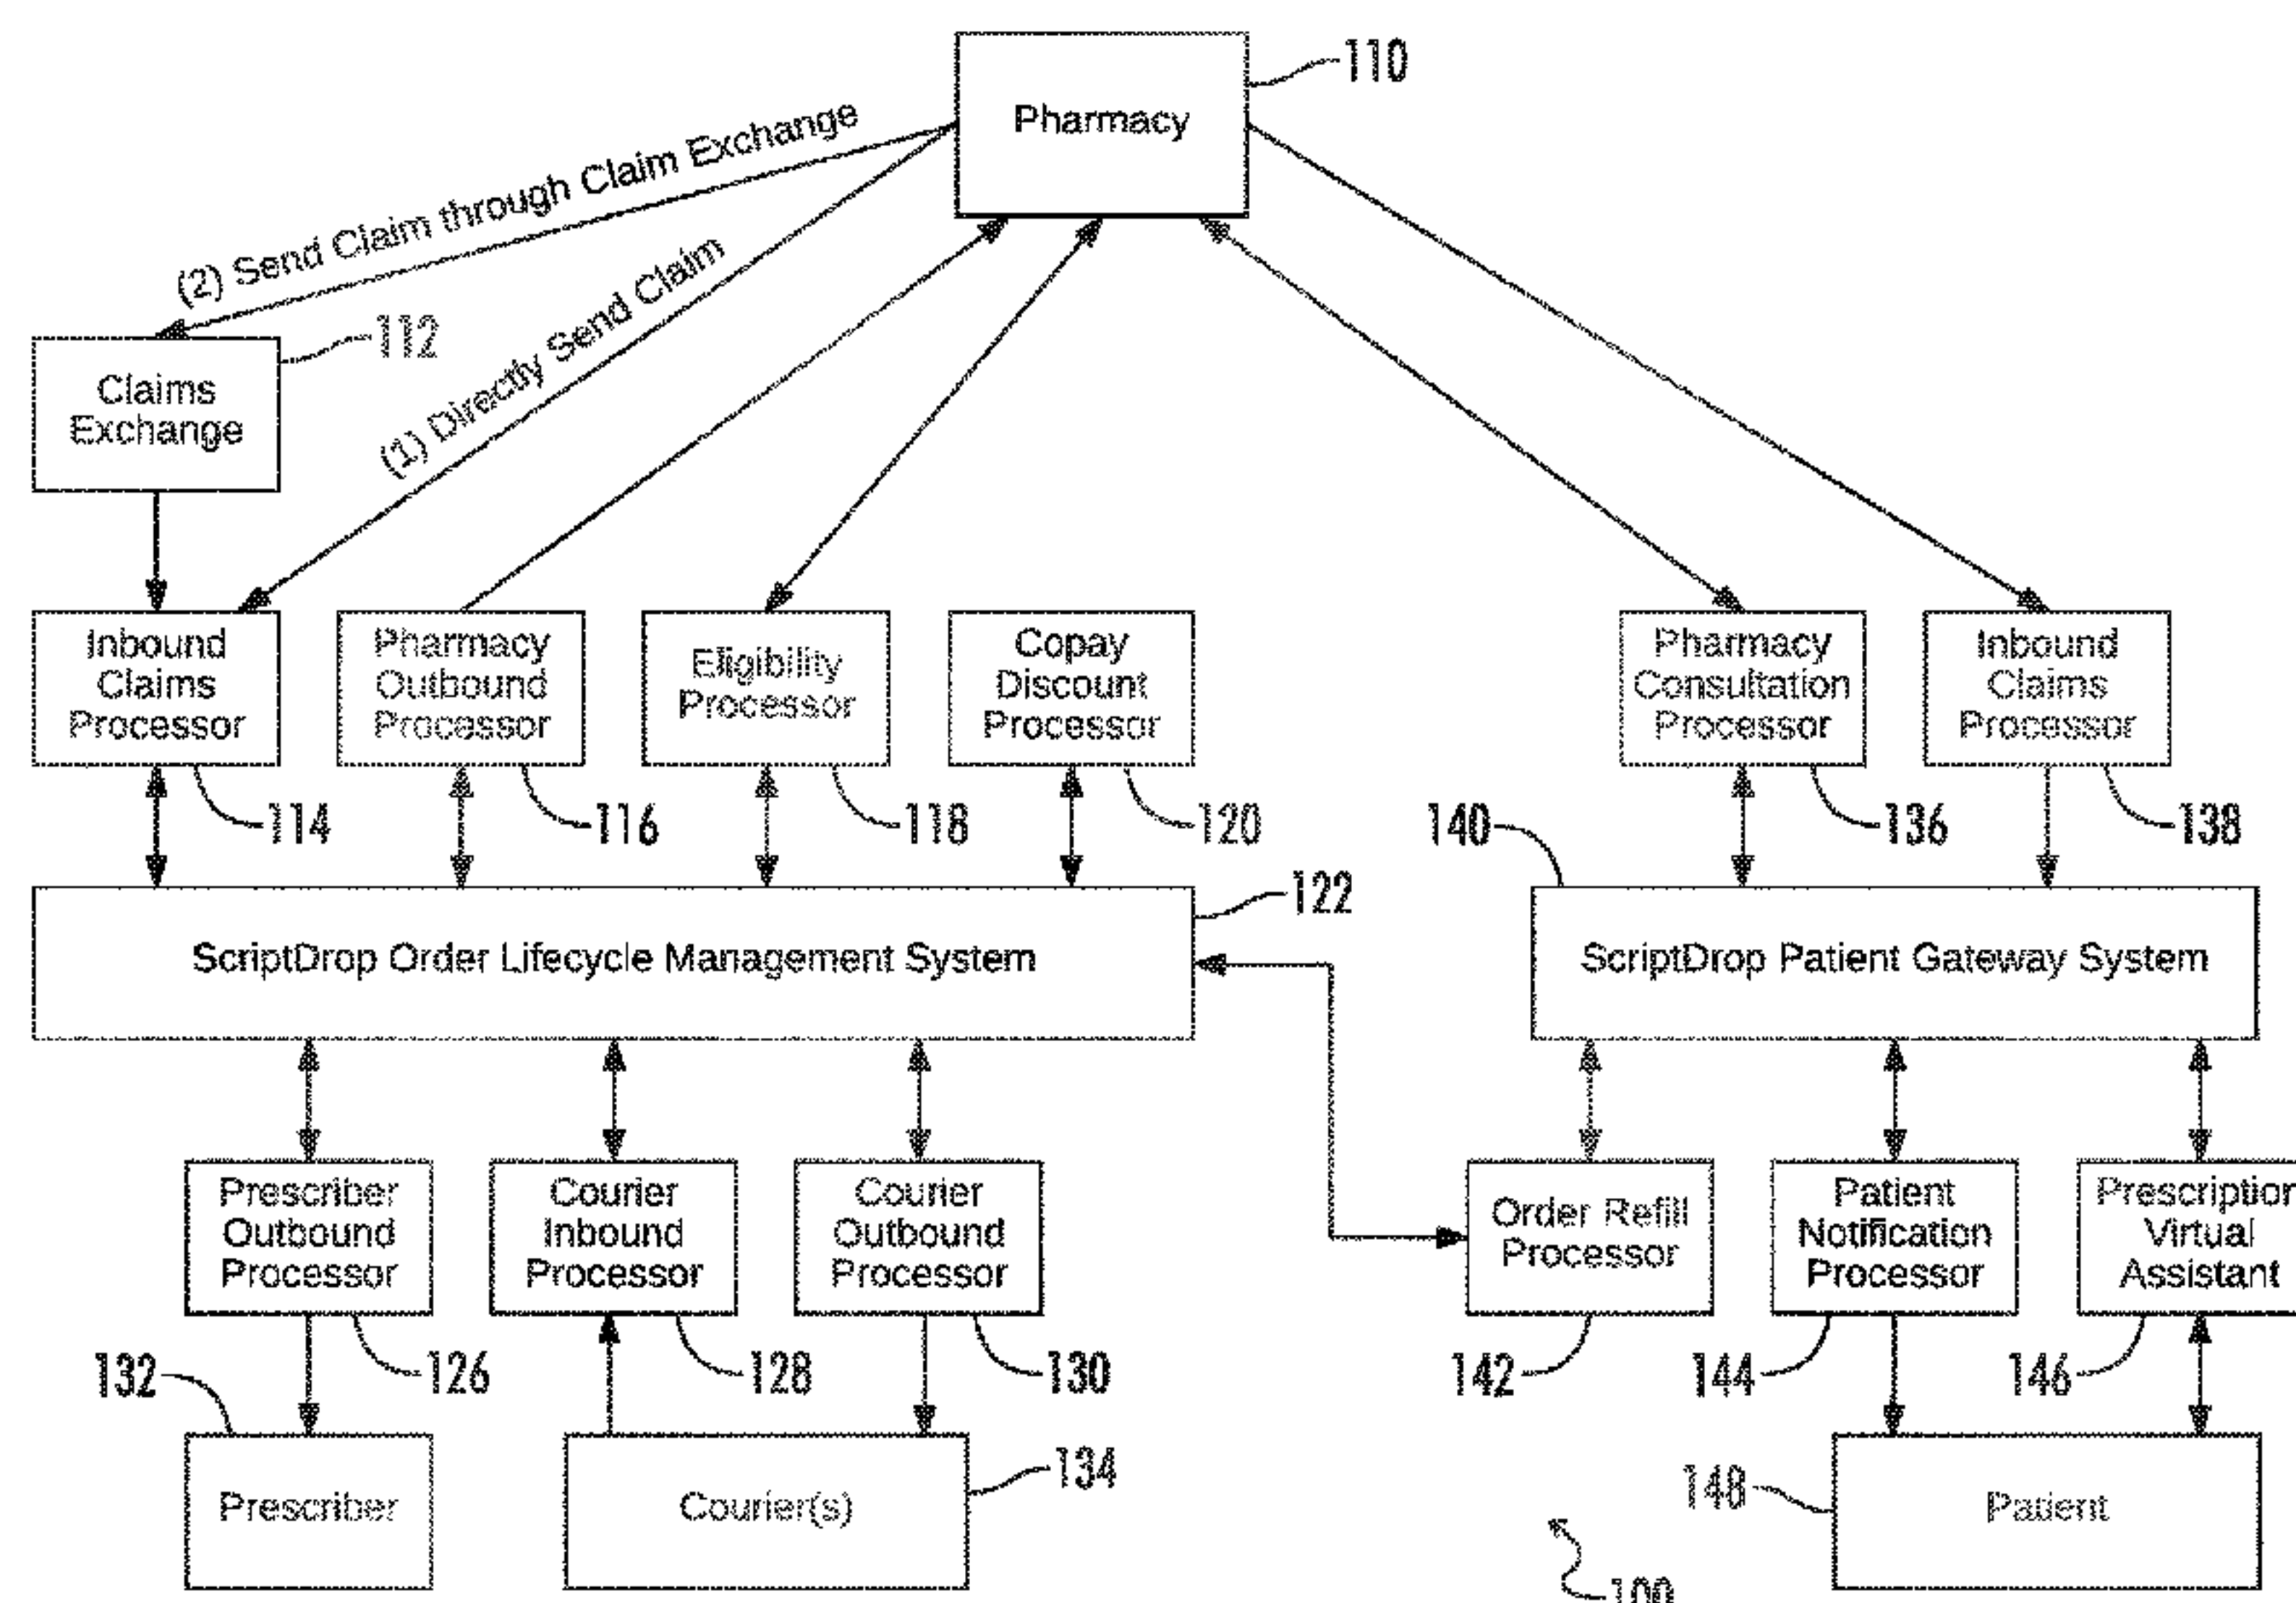 110
Pharmacy
(2) Send Claim through Claim Exchange
(1) Directly Send Claim
112
Claims
Exchange
Inbound
Claims
Processor
Pharmacy
Outbound
Processor
Eligibility
Processor
Copay
Discount
Processor
Pharmacy
Consultation
Processor
Inbound
Claims
Processor
114
116
118
120
140
136
138
122
ScriptDrop Order Lifecycle Management System
ScriptDrop Patient Gateway System
Prescriber
Outbound
Processor
Courier
Inbound
Processor
Courier
Outbound
Processor
Order Refill
Processor
Patient
Notification
Processor
Prescription
Virtual
Assistant
132
126
128
130
142
144
146
Prescriber
Courier(s)
134
148
Patient
100